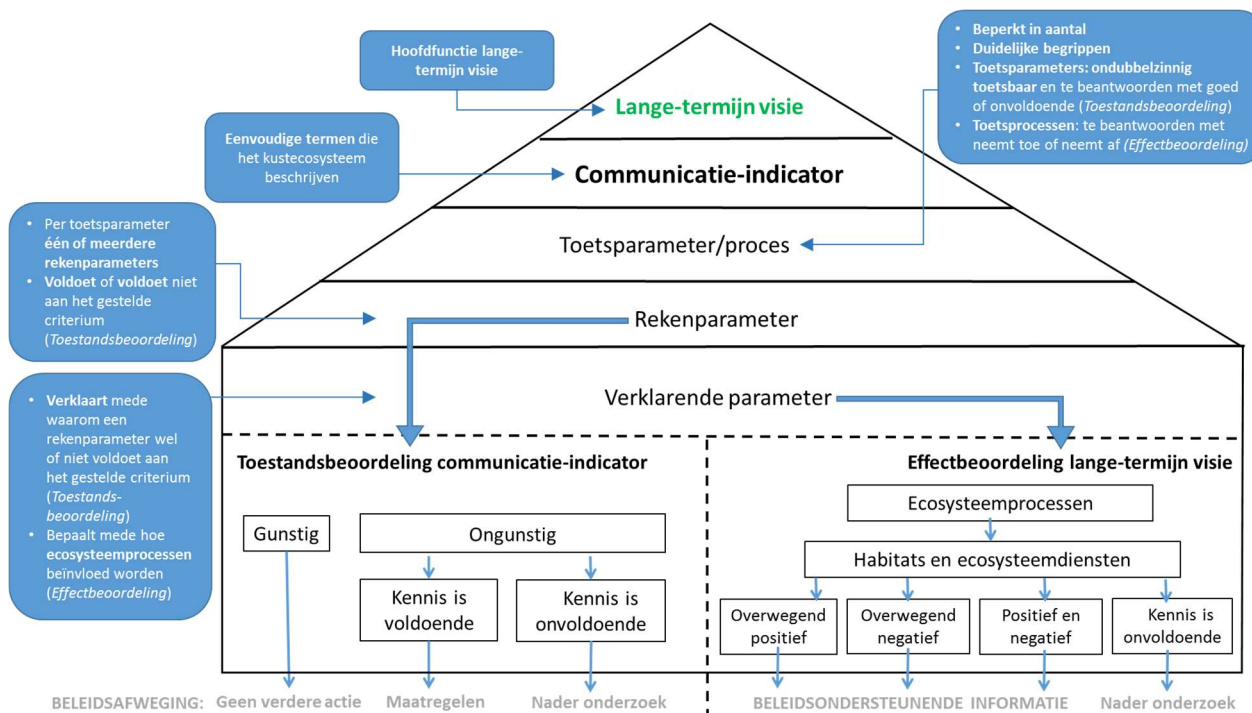 Hoofdfunctie lange-
termijn visie
Lange-termijn visie
• Beperkt in aantal
• Duidelijke begrippen
• Toetsparameters: ondubbelzinnig
toetsbaar en te beantwoorden met goed
of onvoldoende (Toestandsbeoordeling)
• Toetsprocessen: te beantwoorden met
neemt toe of neemt af (Effectbeoordeling)
Eenvoudige termen die
het kustecosysteem
beschrijven
Communicatie-indicator
Toetsparameter/proces
• Per toetsparameter
één of meerdere
rekenparameters
• Voldoet of voldoet niet
aan het gestelde
criterium
(Toestandsbeoordeling)
Rekenparameter
Verklarende parameter
• Verklaart mede
waarom een
rekenparameter wel
of niet voldoet aan
het gestelde criterium
(Toestands-
beoordeling)
• Bepaalt mede hoe
ecosysteemprocessen
beïnvloed worden
(Effectbeoordeling)
Toestandsbeoordeling communicatie-indicator
Gunstig
Ongunstig
Kennis is
voldoende
Kennis is
onvoldoende
Effectbeoordeling lange-termijn visie
Ecosysteemprocessen
Habitats en ecosysteemdiensten
Overwegend
positief
Overwegend
negatief
Positief en
negatief
Kennis is
onvoldoende
BELEIDSAFWEGING: Geen verdere actie Maatregelen Nader onderzoek BELEIDSONDERSTEUNENDE INFORMATIE Nader onderzoek